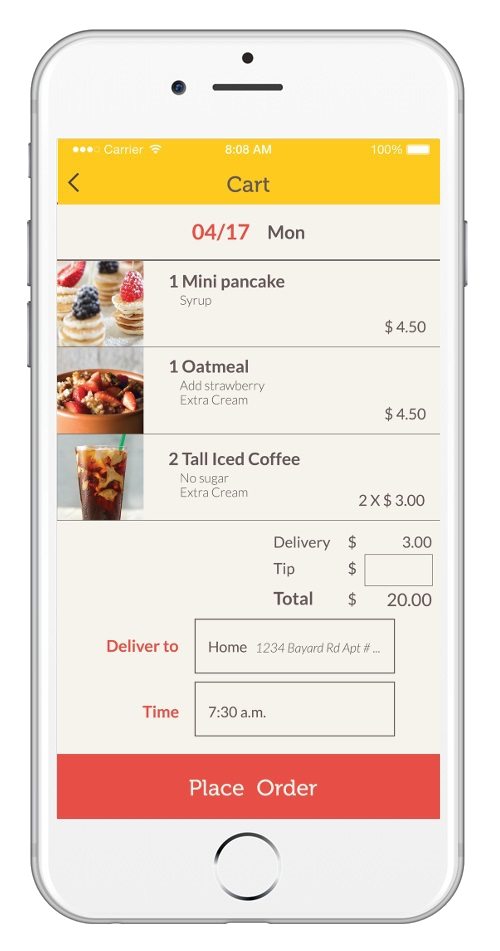 Carrier 8:08 AM 100%
Cart
04/17 Mon
1 Mini pancake
Syrup
$ 4.50
1 Oatmeal
Add strawberry
Extra Cream
$ 4.50
2 Tall Iced Coffee
No sugar
Extra Cream
2 X $ 3.00
Delivery $ 3.00
Tip $
Total $ 20.00
Deliver to Home 1234 Bayard Rd Apt # ...
Time 7:30 a.m.
Place Order